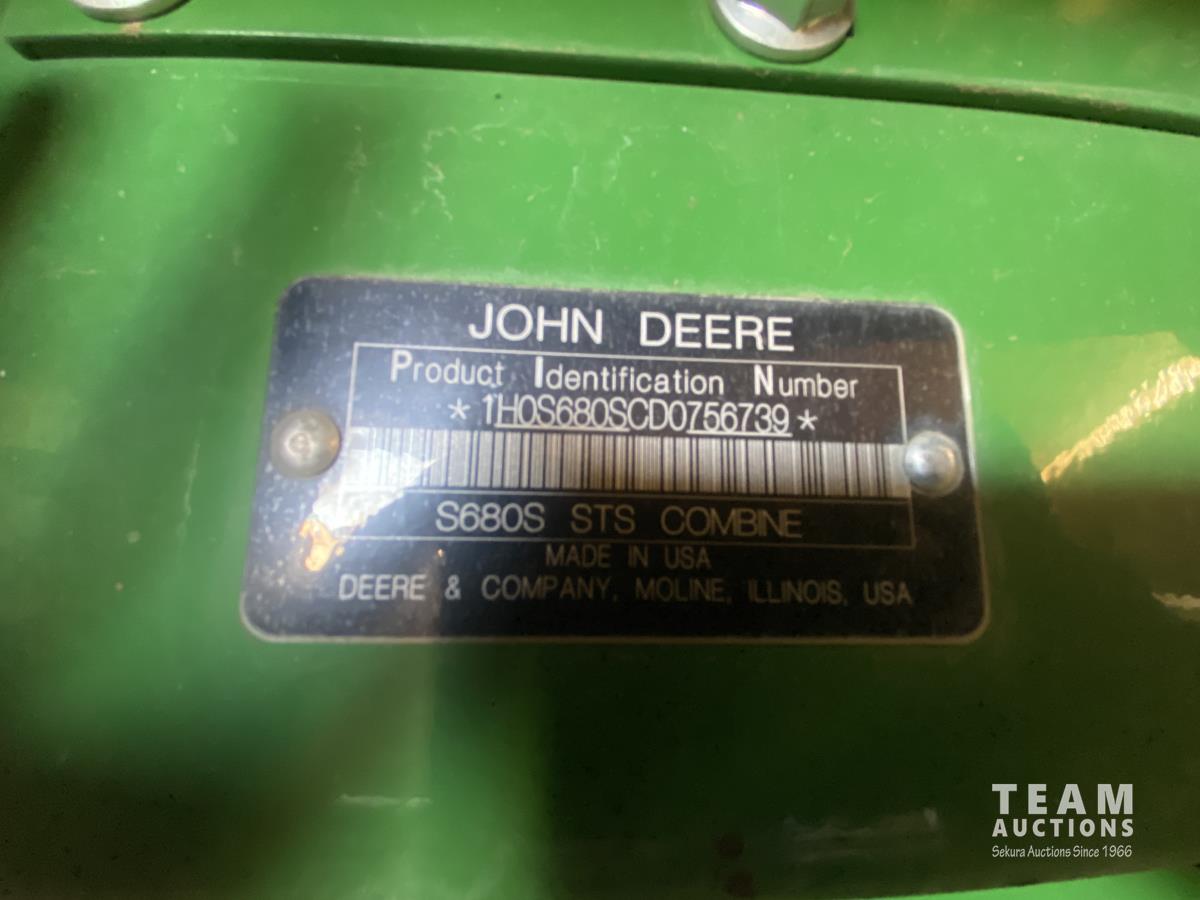 JOHN DEERE
Product Identification Number
*1H0S680SCD0756739*
S680S STS COMBINE
MADE IN USA
DEERE & COMPANY, MOLINE, ILLINOIS, USA
TEAM
AUCTIONS
Sekura Auctions Since 1966